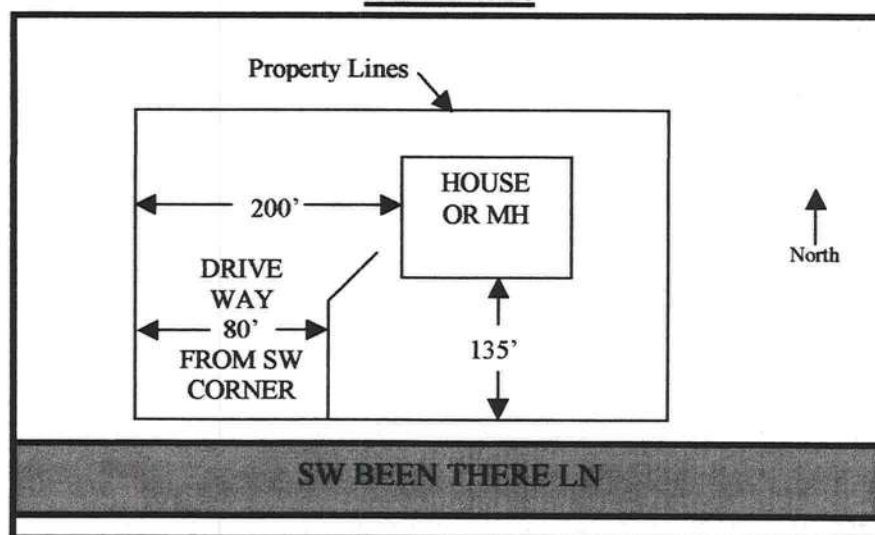 Property Lines
HOUSE
OR MH
200’
North
DRIVE
WAY
80’
FROM SW
CORNER
135’
SW BEEN THERE LN